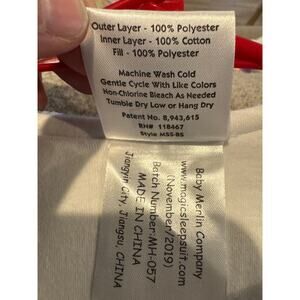 Outer Layer - 100% Polyester
Inner Layer - 100% Cotton
Fill - 100% Polyester
Machine Wash Cold
Gentle Cycle With Like Colors
Non-Chlorine Bleach As Needed
Tumble Dry Low or Hang Dry
Patent No. 8,943,615
RN# 118467
Style MSS-BS
Baby Merlin Company
www.magicsleepsuit.com
(November/2019)
Batch Number:MH-057
MADE IN CHINA
Jiangyin City, Jiangsu, CHINA